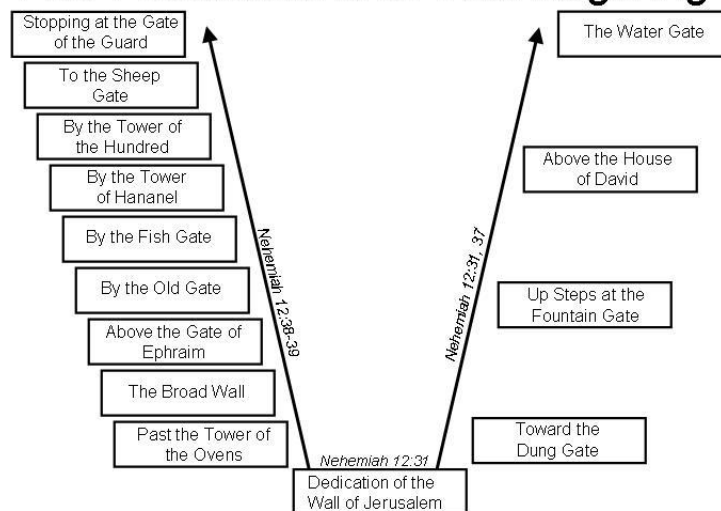 Stopping at the Gate
of the Guard
To the Sheep
Gate
By the Tower of
the Hundred
By the Tower
of Hananel
By the Fish Gate
By the Old Gate
Above the Gate of
Ephraim
The Broad Wall
Past the Tower of
the Ovens
Nehemiah 12:38-39
Nehemiah 12:31
Dedication of the
Wall of Jerusalem
Nehemiah 12:31, 37
The Water Gate
Above the House
of David
Up Steps at the
Fountain Gate
Toward the
Dung Gate